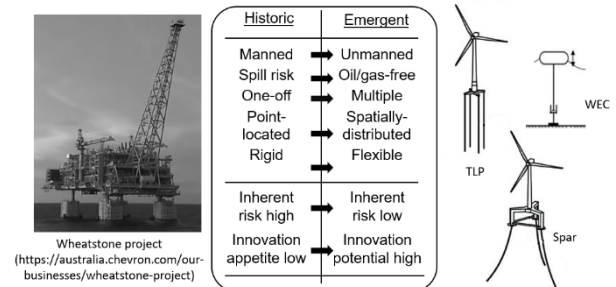 Historic Emergent
Manned Unmanned
Spill risk Oil/gas-free
One-off Multiple
Point-located Spatially-distributed
Rigid Flexible
Inherent risk high Inherent risk low
Innovation appetite low Innovation potential high
Wheatstone project
(https://australia.chevron.com/our-
businesses/wheatstone-project)
WEC
TLP
Spar